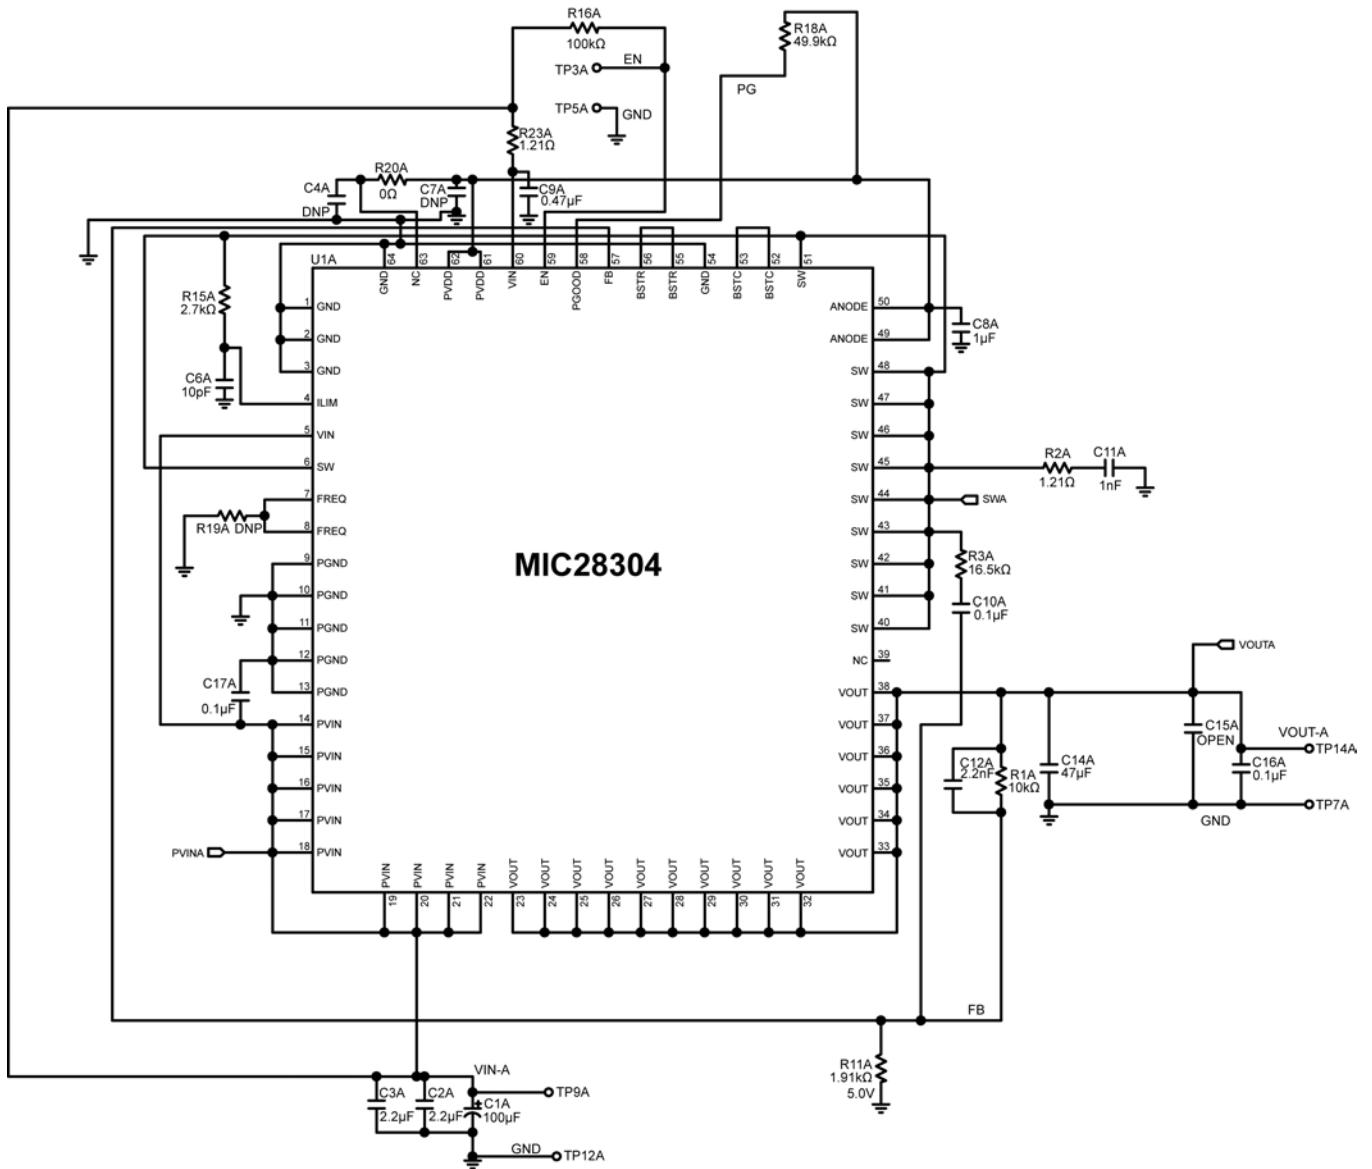 R16A
100kΩ
R18A
49.9kΩ
TP3A
EN
PG
TP5A
GND
R23A
1.21Ω
R20A
0Ω
C4A
DNP
C7A
DNP
C9A
0.47µF
U1A
64
63
62
61
60
59
58
57
56
55
54
53
52
51
GND
NC
PVDD
PVDD
VIN
EN
PGOOD
FB
BSTR
BSTR
GND
BSTC
BSTC
SW
R15A
2.7kΩ
C6A
10pF
1 GND
2 GND
3 GND
4 ILIM
5 VIN
6 SW
7 FREQ
8 FREQ
R19A DNP
9 PGND
10 PGND
11 PGND
12 PGND
13 PGND
C17A
0.1µF
14 PVIN
15 PVIN
16 PVIN
17 PVIN
18 PVIN
PVINA
MIC28304
ANODE 50
ANODE 49
SW 48
SW 47
SW 46
SW 45
SW 44
SW 43
SW 42
SW 41
SW 40
NC 39
VOUT 38
VOUT 37
VOUT 36
VOUT 35
VOUT 34
VOUT 33
C8A
1µF
R2A
1.21Ω
C11A
1nF
SWA
R3A
16.5kΩ
C10A
0.1µF
VOUTA
C15A
OPEN
VOUT-A
TP14A
C12A
2.2nF
R1A
10kΩ
C14A
47µF
C16A
0.1µF
TP7A
GND
PVIN
PVIN
PVIN
PVIN
VOUT
VOUT
VOUT
VOUT
VOUT
VOUT
VOUT
VOUT
VOUT
VOUT
19
20
21
22
23
24
25
26
27
28
29
30
31
32
FB
R11A
1.91kΩ
5.0V
VIN-A
TP9A
C3A
2.2µF
C2A
2.2µF
C1A
100µF
GND
TP12A